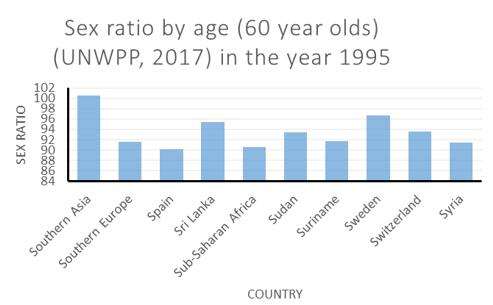 Sex ratio by age (60 year olds)
(UNWPP, 2017) in the year 1995
SEX RATIO
102
100
98
96
94
92
90
88
86
84
Southern Asia
Southern Europe
Spain
Sri Lanka
Sub-Saharan Africa
Sudan
Suriname
Sweden
Switzerland
Syria
COUNTRY